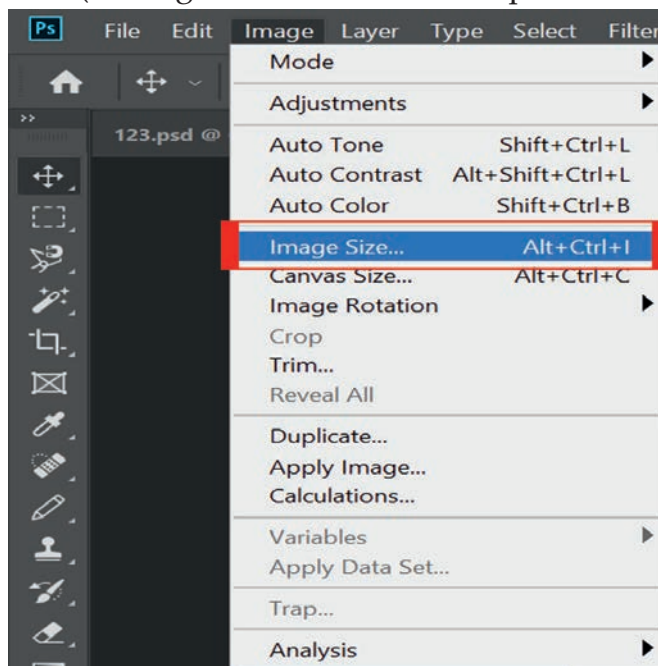 Ps File Edit Image Layer Type Select Filter
123.psd @
Mode
Adjustments
Auto Tone Shift+Ctrl+L
Auto Contrast Alt+Shift+Ctrl+L
Auto Color Shift+Ctrl+B
Image Size... Alt+Ctrl+I
Canvas Size... Alt+Ctrl+C
Image Rotation
Crop
Trim...
Reveal All
Duplicate...
Apply Image...
Calculations...
Variables
Apply Data Set...
Trap...
Analysis